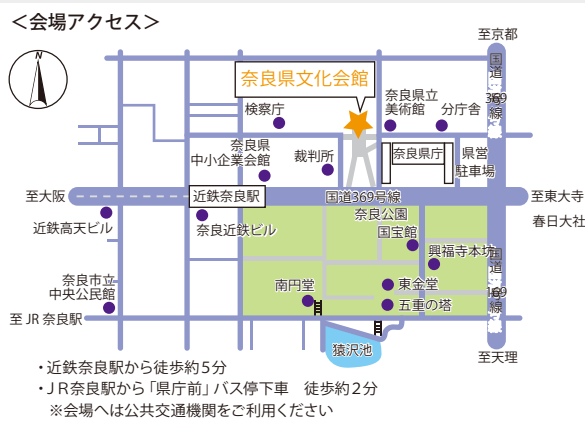 ＜会場アクセス＞
至京都
N
国道369号線
奈良県文化会館
検察庁
奈良県立
美術館
分庁舎
奈良県
中小企業会館
裁判所
奈良県庁
県営
駐車場
至大阪
近鉄奈良駅
国道369号線
至東大寺
春日大社
奈良公園
近鉄高天ビル
奈良近鉄ビル
国宝館
興福寺本坊
国道169号線
奈良市立
中央公民館
南円堂
東金堂
五重の塔
至 JR 奈良駅
猿沢池
至天理
・近鉄奈良駅から徒歩約５分
・ＪＲ奈良駅から「県庁前」バス停下車　徒歩約２分
※会場へは公共交通機関をご利用ください